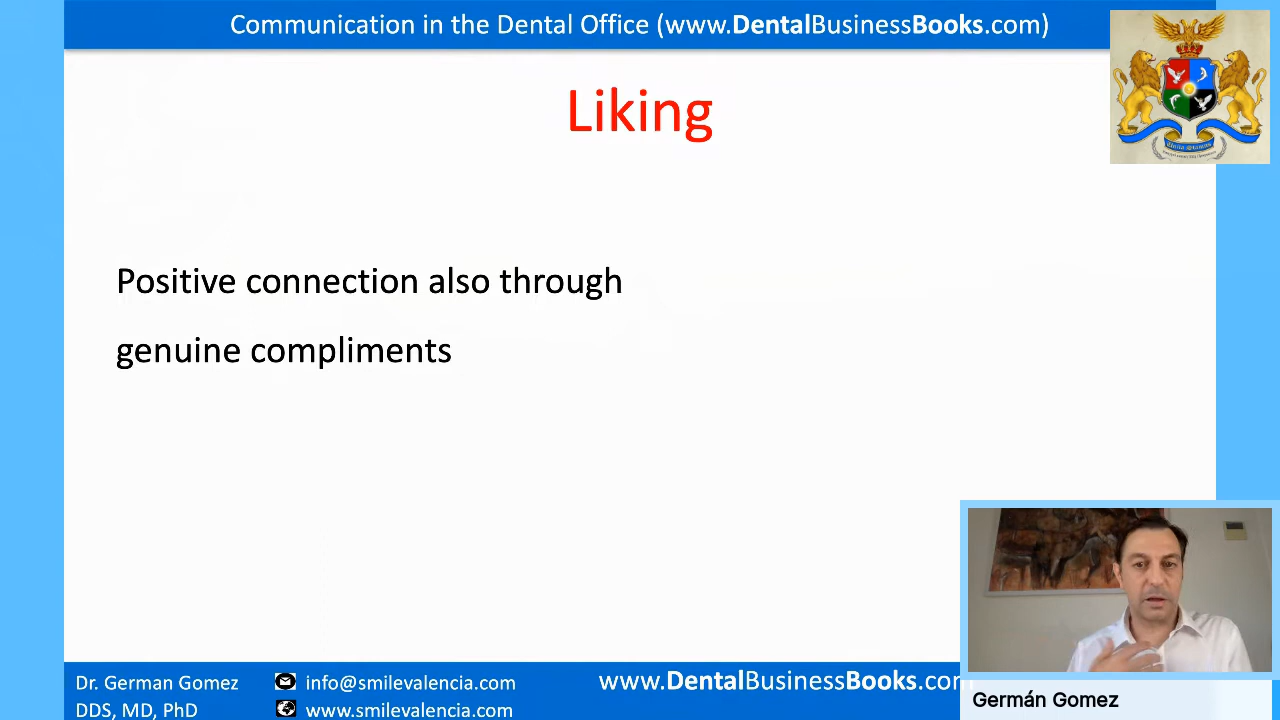 Communication in the Dental Office (www.DentalBusinessBooks.com)
Liking
Positive connection also through
genuine compliments
Dr. German Gomez
DDS, MD, PhD
info@smilevalencia.com
www.smilevalencia.com
www.DentalBusinessBooks.com
Germán Gomez